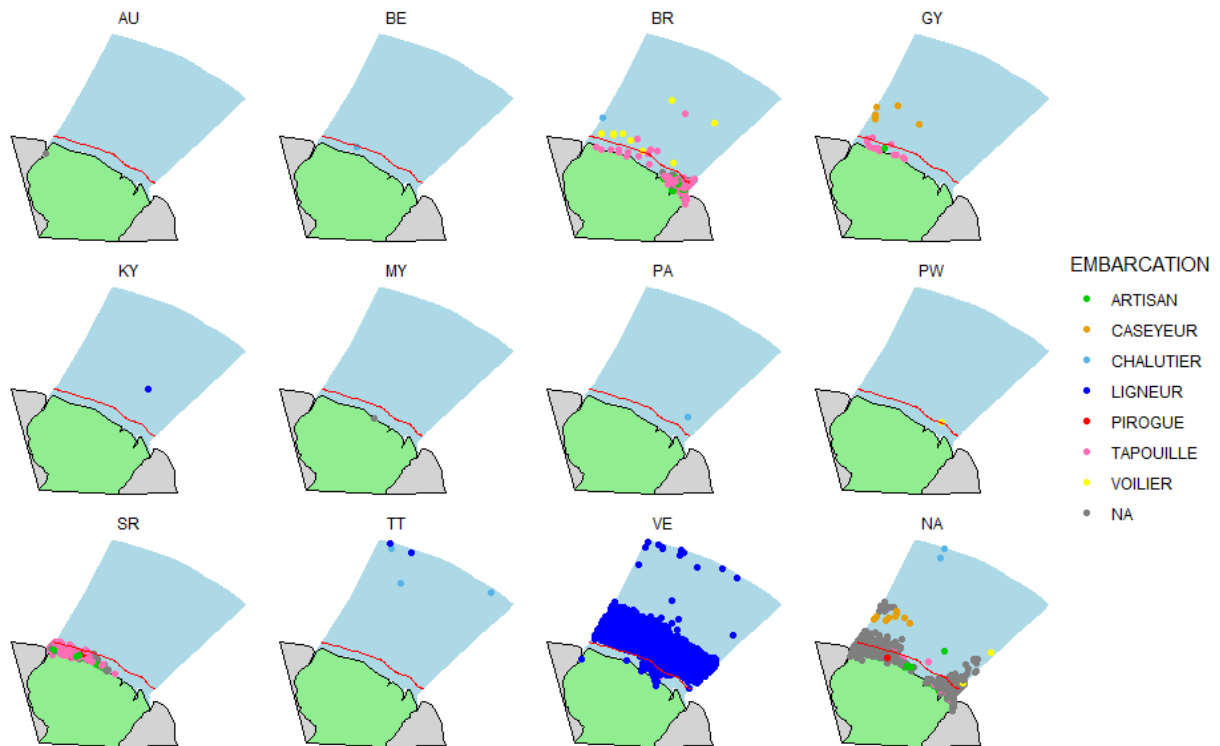 AU
BE
BR
GY
KY
MY
PA
PW
SR
TT
VE
NA
EMBARCATION
ARTISAN
CASEYEUR
CHALUTIER
LIGNEUR
PIROGUE
TAPOUILLE
VOILIER
NA